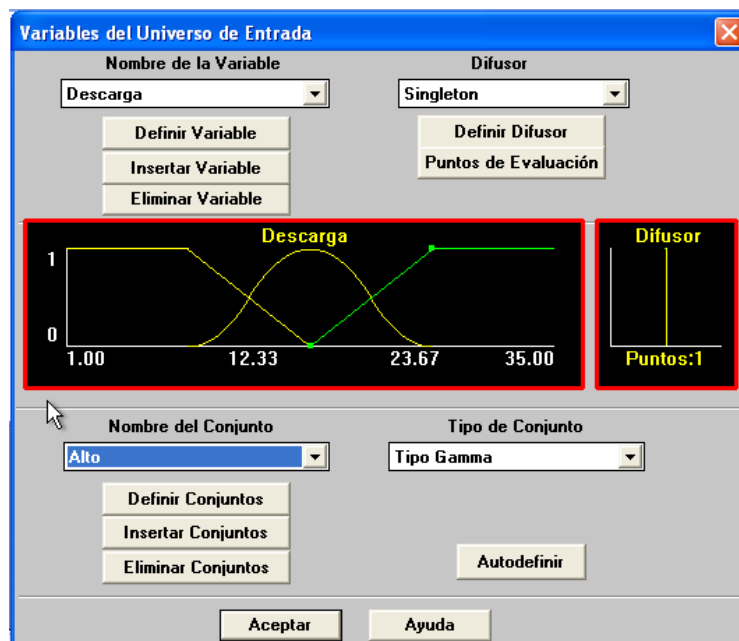 Variables del Universo de Entrada
Nombre de la Variable
Difusor
Descarga
Singleton
Definir Variable
Definir Difusor
Insertar Variable
Puntos de Evaluación
Eliminar Variable
Descarga
Difusor
1
0
1.00 12.33 23.67 35.00
Puntos:1
Nombre del Conjunto
Tipo de Conjunto
Alto
Tipo Gamma
Definir Conjuntos
Insertar Conjuntos
Eliminar Conjuntos
Autodefinir
Aceptar
Ayuda